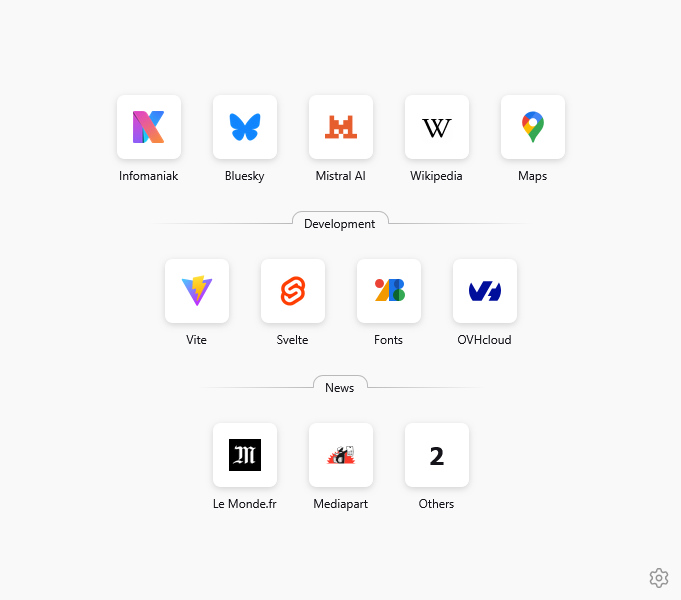 Infomaniak
Bluesky
Mistral AI
W
Wikipedia
Maps
Development
Vite
Svelte
Fonts
OVHcloud
News
M
Le Monde.fr
Mediapart
2
Others